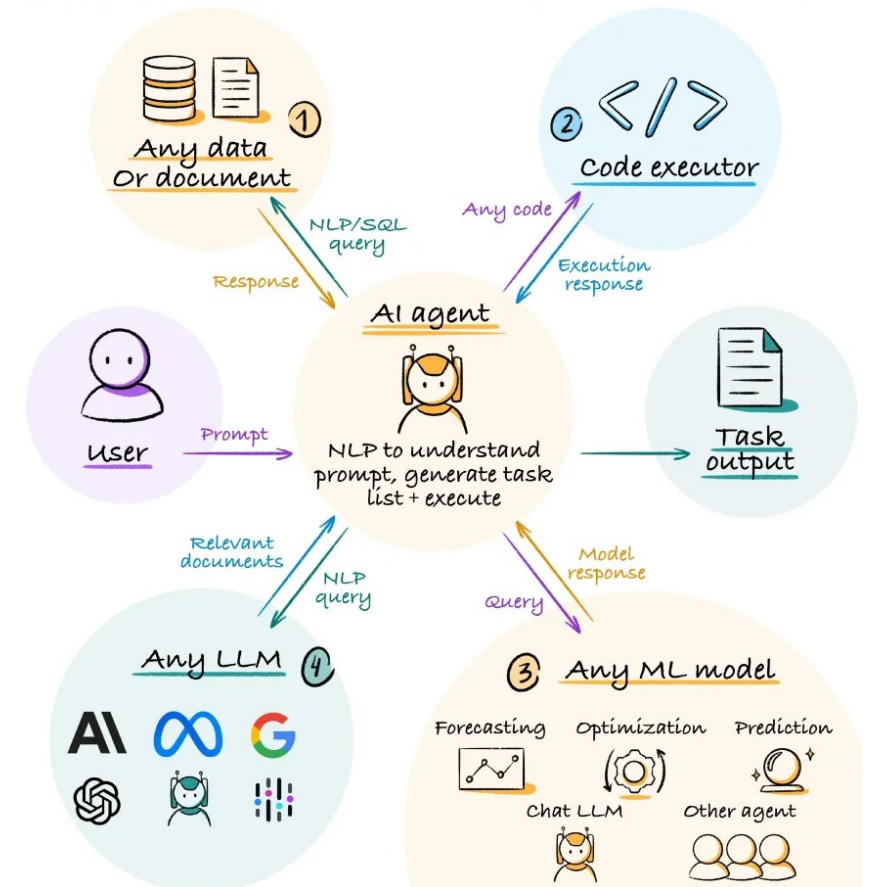 1
Any data
Or document
2
Code executor
NLP/SQL
query
Response
Any code
Execution
response
AI agent
NLP to understand
prompt, generate task
list + execute
User
Prompt
Task
output
Relevant
documents
NLP
query
Model
response
Query
Any LLM 4
AI
G
3 Any ML model
Forecasting Optimization Prediction
Chat LLM Other agent